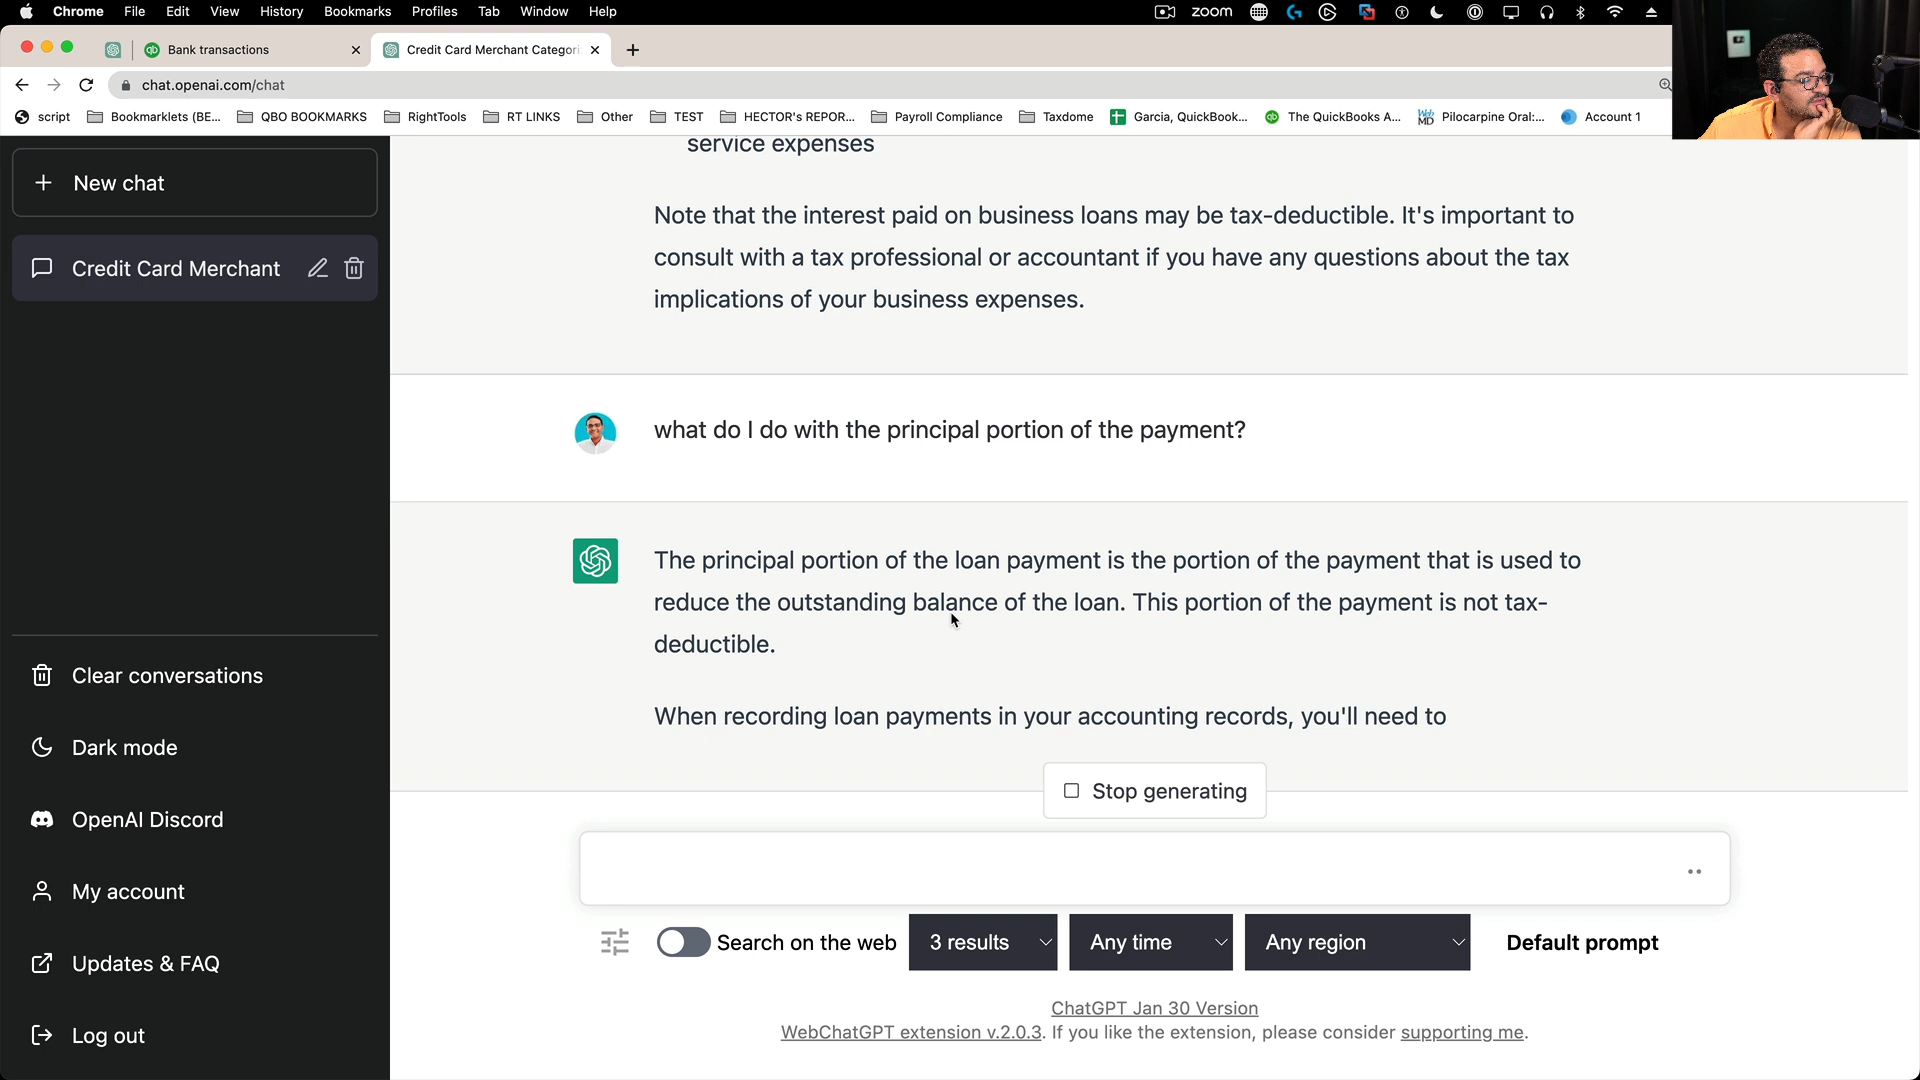 Chrome File Edit View History Bookmarks Profiles Tab Window Help zoom
Bank transactions
Credit Card Merchant Categori
chat.openai.com/chat
script Bookmarklets (BE... QBO BOOKMARKS RightTools RT LINKS Other TEST HECTOR's REPOR... Payroll Compliance Taxdome Garcia, QuickBook... The QuickBooks A... Web MD Pilocarpine Oral:... Account 1
New chat
Credit Card Merchant
Clear conversations
Dark mode
OpenAI Discord
My account
Updates & FAQ
Log out
service expenses
Note that the interest paid on business loans may be tax-deductible. It's important to
consult with a tax professional or accountant if you have any questions about the tax
implications of your business expenses.
what do I do with the principal portion of the payment?
The principal portion of the loan payment is the portion of the payment that is used to
reduce the outstanding balance of the loan. This portion of the payment is not tax-
deductible.
When recording loan payments in your accounting records, you'll need to
Stop generating
Search on the web 3 results Any time Any region Default prompt
ChatGPT Jan 30 Version
WebChatGPT extension v.2.0.3. If you like the extension, please consider supporting me.